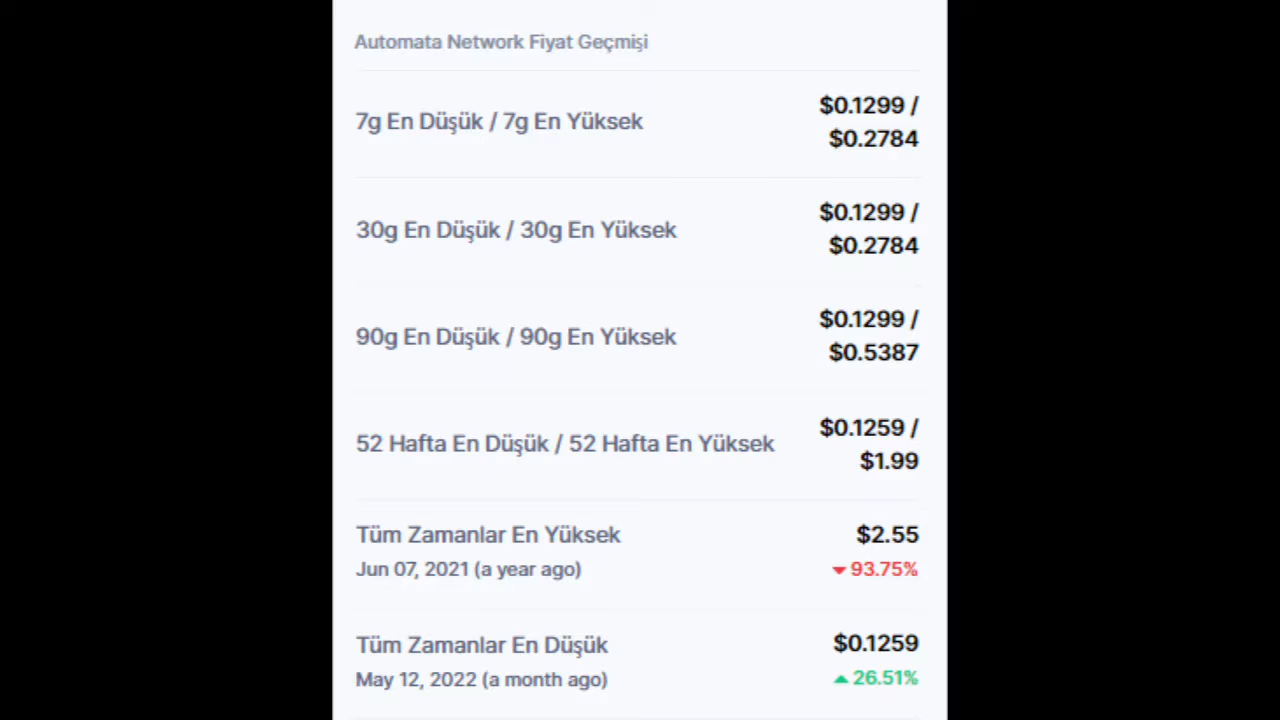 Automata Network Fiyat Geçmişi
7g En Düşük / 7g En Yüksek
$0.1299 /
$0.2784
30g En Düşük / 30g En Yüksek
$0.1299 /
$0.2784
90g En Düşük / 90g En Yüksek
$0.1299 /
$0.5387
52 Hafta En Düşük / 52 Hafta En Yüksek
$0.1259 /
$1.99
Tüm Zamanlar En Yüksek
$2.55
Jun 07, 2021 (a year ago)
93.75%
Tüm Zamanlar En Düşük
$0.1259
May 12, 2022 (a month ago)
26.51%